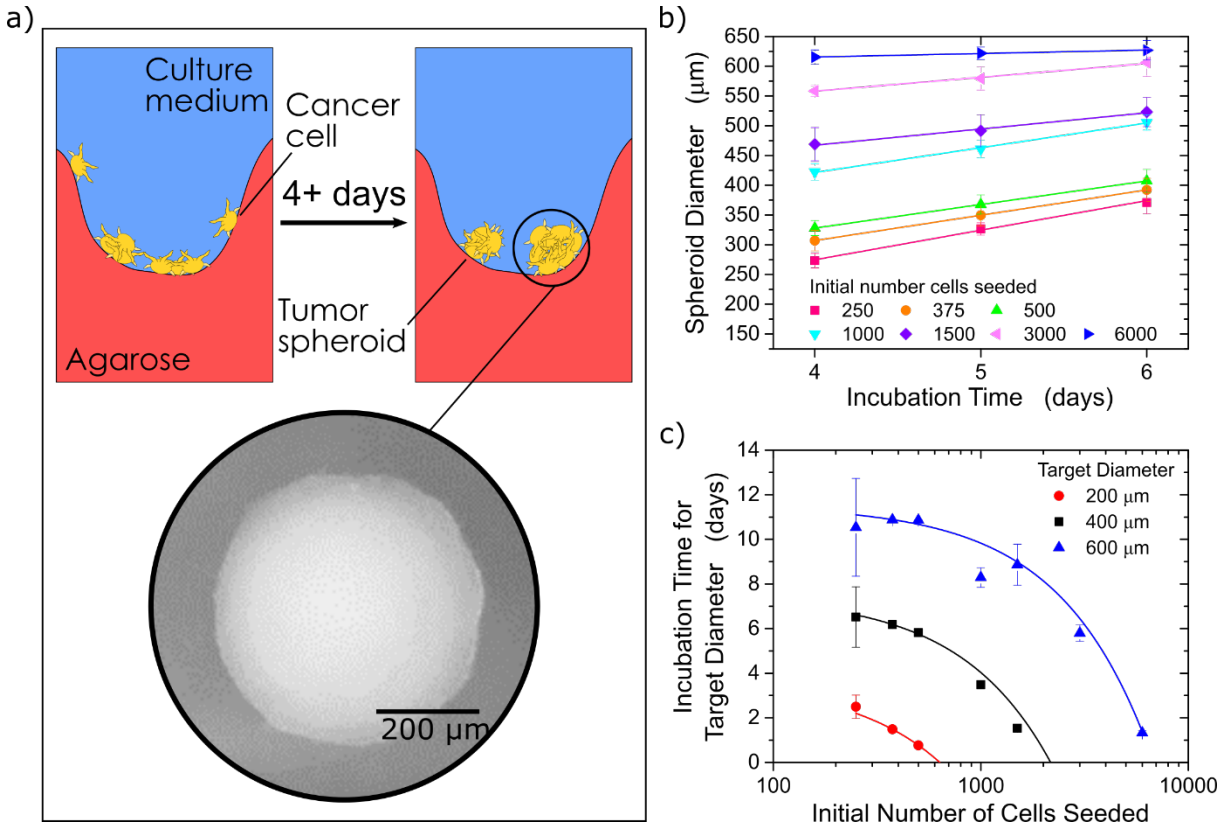 a)
Culture
medium
Cancer
cell
4+ days
Tumor
spheroid
Agarose
200 μm
b)
Spheroid Diameter (μm)
650
600
550
500
450
400
350
300
250
200
150
Initial number cells seeded
250 375 500
1000 1500 3000 6000
4 5 6
Incubation Time (days)
c)
Incubation Time for
Target Diameter (days)
14
12
10
8
6
4
2
0
Target Diameter
200 μm
400 μm
600 μm
100 1000 10000
Initial Number of Cells Seeded